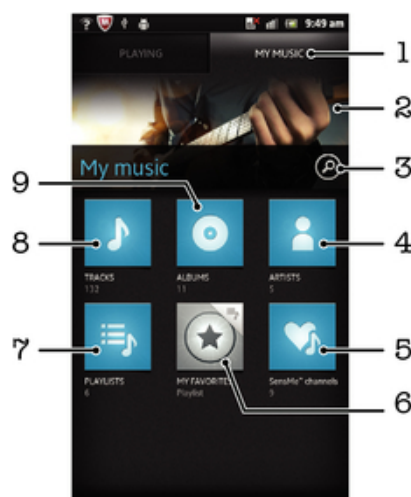 9:49 am
PLAYING
MY MUSIC
1
2
My music
3
9
8
4
TRACKS
132
ALBUMS
11
ARTISTS
5
7
5
PLAYLISTS
6
MY FAVORITES
Playlist
SensMe™ channels
9
6